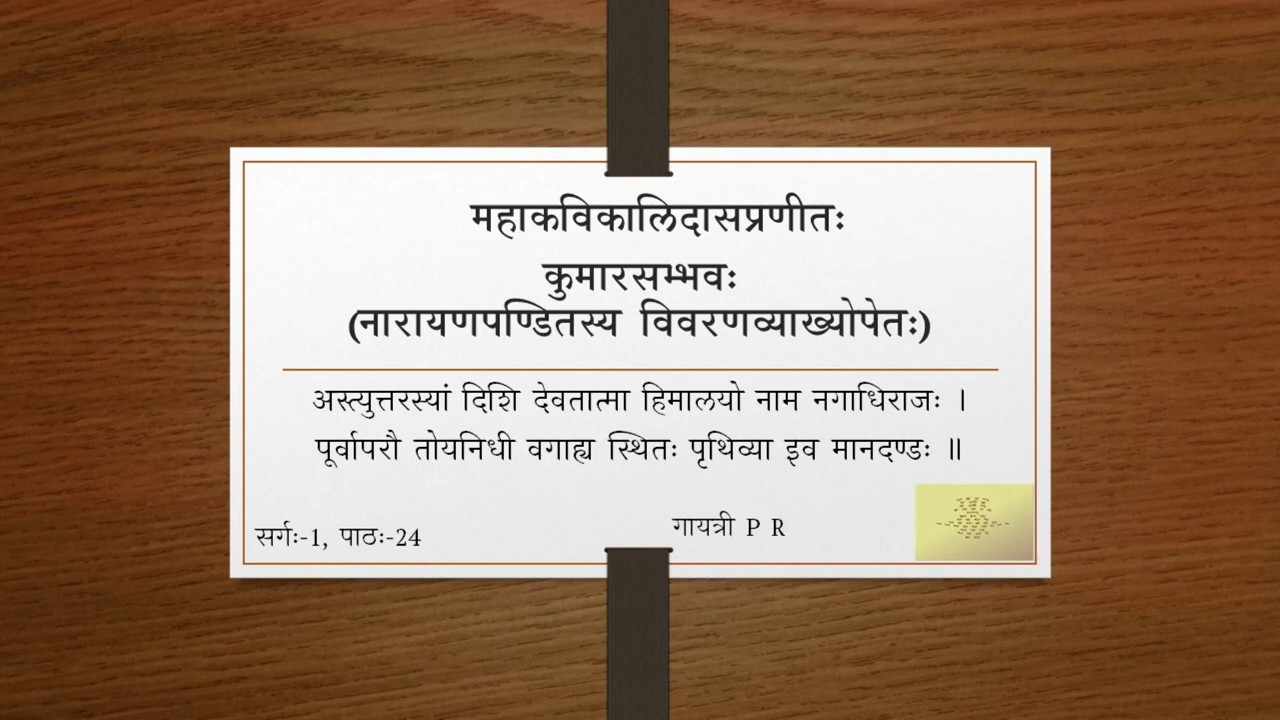 महाकविकालिदासप्रणीतः
कुमारसम्भवः
(नारायणपण्डितस्य विवरणव्याख्योपेतः)
अस्त्युत्तरस्यां दिशि देवतात्मा हिमालयो नाम नगाधिराजः ।
पूर्वापरौ तोयनिधी वगाह्य स्थितः पृथिव्या इव मानदण्डः ॥
सर्गः-1, पाठः-24
गायत्री P R